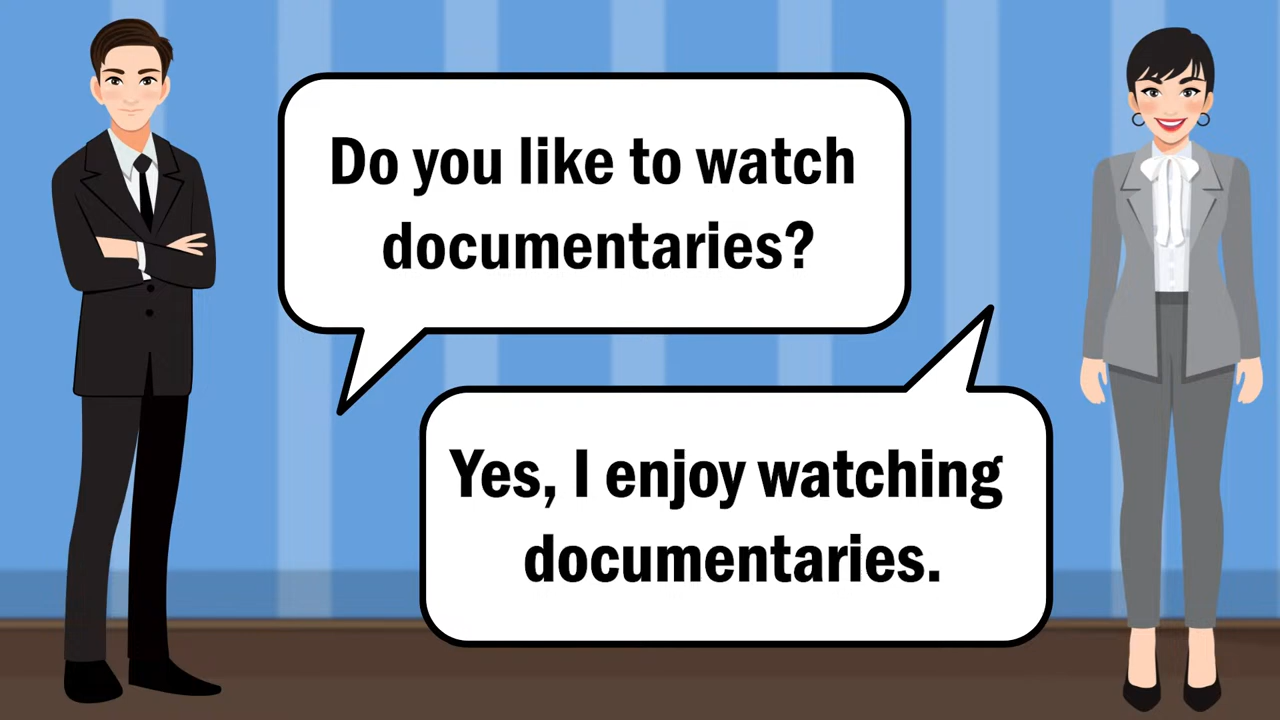 Do you like to watch
documentaries?
Yes, I enjoy watching
documentaries.